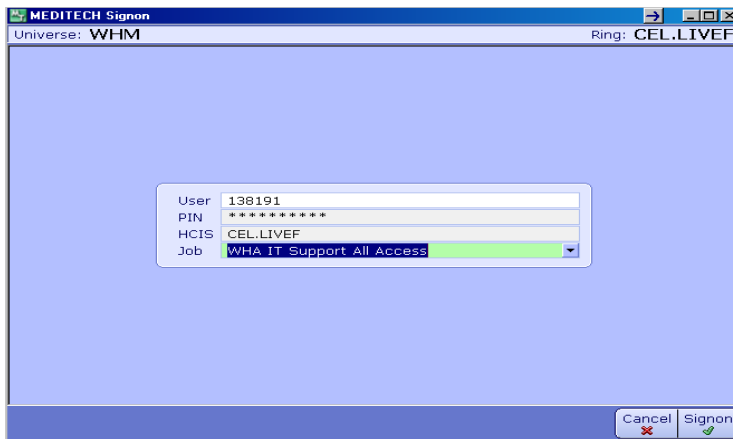 MEDITECH Signon
Universe: WHM Ring: CEL.LIVEF
User 138191
PIN **********
HCIS CEL.LIVEF
Job WHA IT Support All Access
Cancel Signon